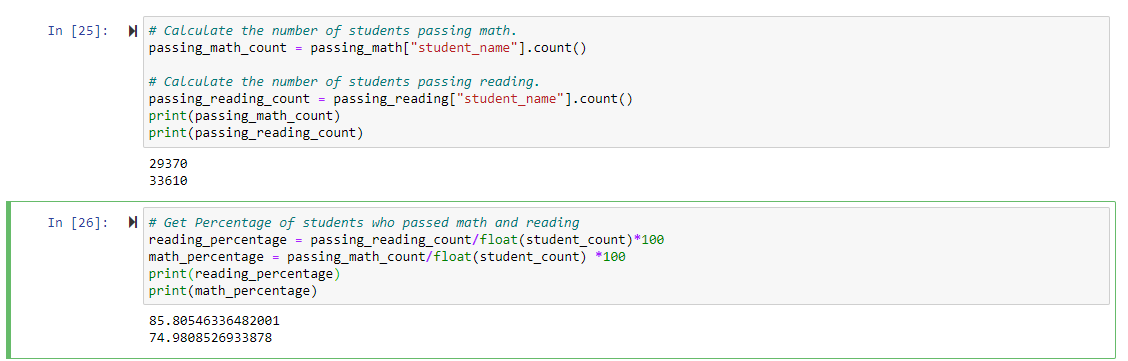 In [25]:
# Calculate the number of students passing math.
passing_math_count = passing_math["student_name"].count()
# Calculate the number of students passing reading.
passing_reading_count = passing_reading["student_name"].count()
print(passing_math_count)
print(passing_reading_count)
29370
33610
In [26]:
# Get Percentage of students who passed math and reading
reading_percentage = passing_reading_count/float(student_count)*100
math_percentage = passing_math_count/float(student_count) *100
print(reading_percentage)
print(math_percentage)
85.80546336482001
74.9808526933878